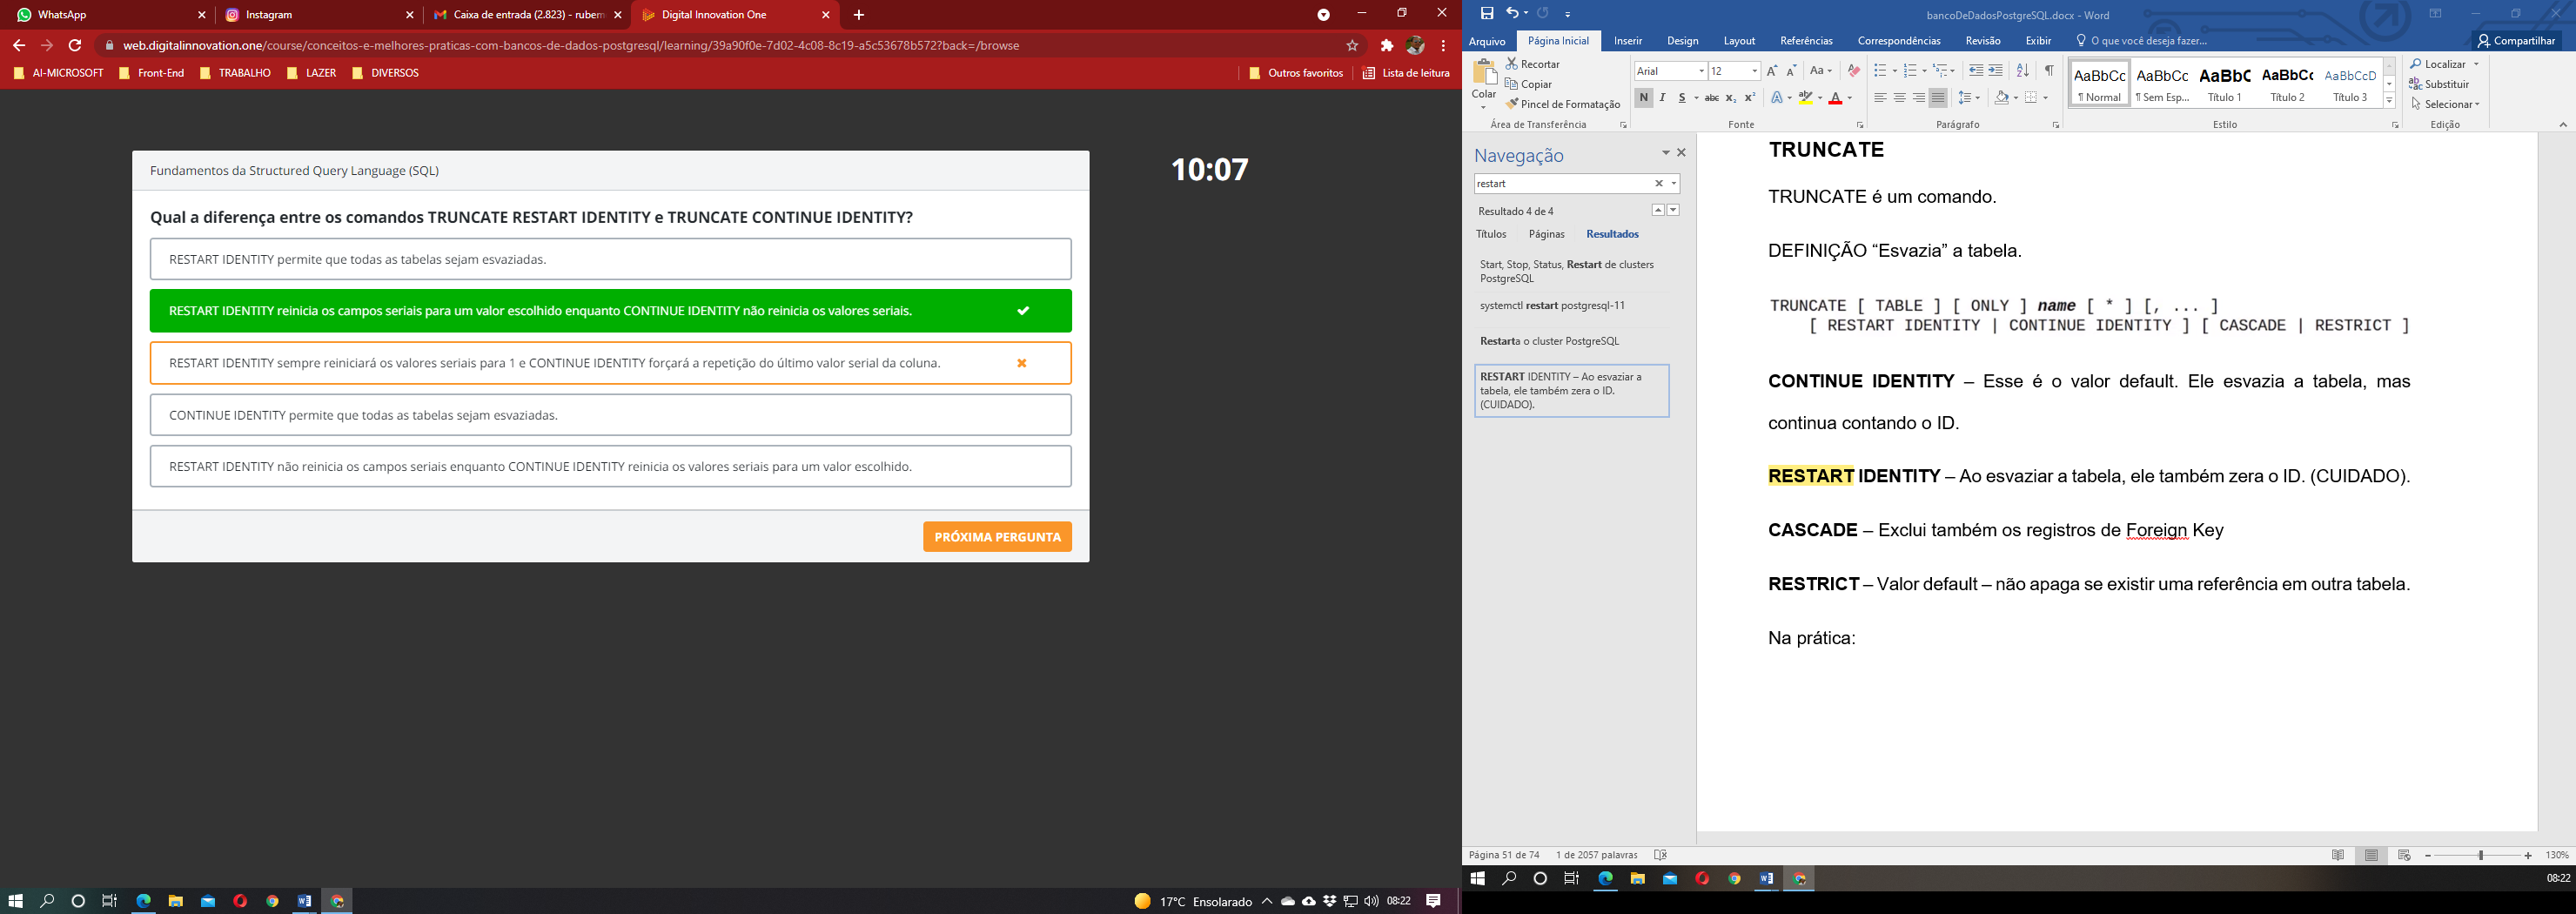 WhatsApp
Instagram
Caixa de entrada (2.823) - rubem
Digital Innovation One
web.digitalinnovation.one/course/conceitos-e-melhores-praticas-com-bancos-de-dados-postgresql/learning/39a90f0e-7d02-4c08-8c19-a5c53678b572?back=/browse
AI-MICROSOFT
Front-End
TRABALHO
LAZER
DIVERSOS
Outros favoritos
Lista de leitura
Fundamentos da Structured Query Language (SQL)
10:07
Qual a diferença entre os comandos TRUNCATE RESTART IDENTITY e TRUNCATE CONTINUE IDENTITY?
RESTART IDENTITY permite que todas as tabelas sejam esvaziadas.
RESTART IDENTITY reinicia os campos seriais para um valor escolhido enquanto CONTINUE IDENTITY não reinicia os valores seriais.
RESTART IDENTITY sempre reiniciará os valores seriais para 1 e CONTINUE IDENTITY forçará a repetição do último valor serial da coluna.
CONTINUE IDENTITY permite que todas as tabelas sejam esvaziadas.
RESTART IDENTITY não reinicia os campos seriais enquanto CONTINUE IDENTITY reinicia os valores seriais para um valor escolhido.
PRÓXIMA PERGUNTA
17°C Ensolarado
08:22
bancoDeDadosPostgreSQL.docx - Word
Arquivo
Página Inicial
Inserir
Design
Layout
Referências
Correspondências
Revisão
Exibir
O que você deseja fazer...
Compartilhar
Colar
Recortar
Copiar
Pincel de Formatação
Área de Transferência
Arial
12
Aa
N I S abc x₂ x²
Fonte
Parágrafo
AaBbCc
¶ Normal
AaBbCc
¶ Sem Esp...
AaBbC
Título 1
AaBbCc
Título 2
AaBbCcD
Título 3
Estilo
Localizar
Substituir
Selecionar
Edição
Navegação
restart
Resultado 4 de 4
Títulos
Páginas
Resultados
Start, Stop, Status, Restart de clusters
PostgreSQL
systemctl restart postgresql-11
Restarta o cluster PostgreSQL
RESTART IDENTITY – Ao esvaziar a
tabela, ele também zera o ID.
(CUIDADO).
TRUNCATE
TRUNCATE é um comando.
DEFINIÇÃO “Esvazia” a tabela.
TRUNCATE [ TABLE ] [ ONLY ] name [ * ] [, ... ]
[ RESTART IDENTITY | CONTINUE IDENTITY ] [ CASCADE | RESTRICT ]
CONTINUE IDENTITY – Esse é o valor default. Ele esvazia a tabela, mas
continua contando o ID.
RESTART IDENTITY – Ao esvaziar a tabela, ele também zera o ID. (CUIDADO).
CASCADE – Exclui também os registros de Foreign Key
RESTRICT – Valor default – não apaga se existir uma referência em outra tabela.
Na prática:
Página 51 de 74
1 de 2057 palavras
130%
08:22